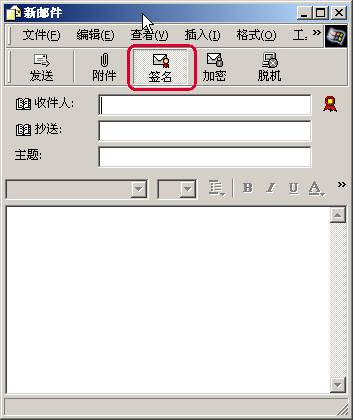 新邮件
文件(F) 编辑(E) 查看(V) 插入(I) 格式(O) 工 »
发送 附件 签名 加密 脱机
收件人:
抄送:
主题:
B I U A »